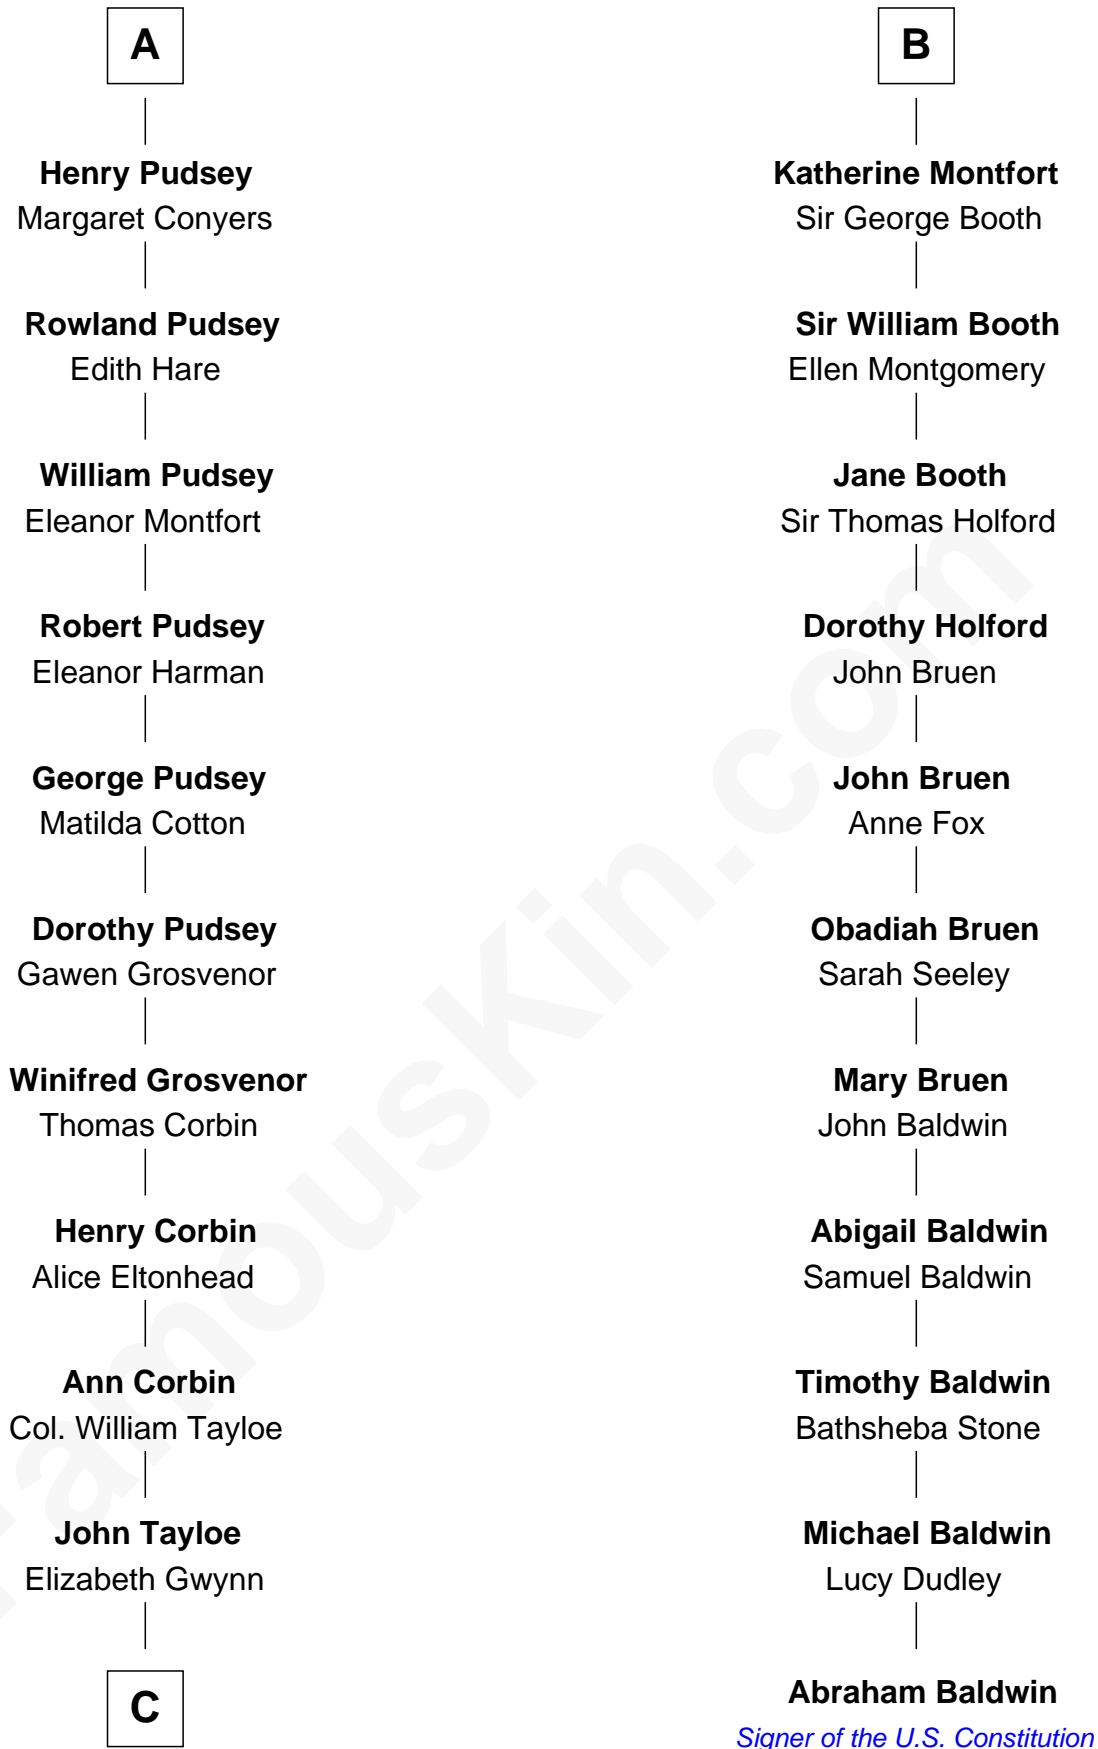 A
Henry Pudsey
Margaret Conyers
Rowland Pudsey
Edith Hare
William Pudsey
Eleanor Montfort
Robert Pudsey
Eleanor Harman
George Pudsey
Matilda Cotton
Dorothy Pudsey
Gawen Grosvenor
Winifred Grosvenor
Thomas Corbin
Henry Corbin
Alice Eltonhead
Ann Corbin
Col. William Tayloe
John Tayloe
Elizabeth Gwynn
C
B
Katherine Montfort
Sir George Booth
Sir William Booth
Ellen Montgomery
Jane Booth
Sir Thomas Holford
Dorothy Holford
John Bruen
John Bruen
Anne Fox
Obadiah Bruen
Sarah Seeley
Mary Bruen
John Baldwin
Abigail Baldwin
Samuel Baldwin
Timothy Baldwin
Bathsheba Stone
Michael Baldwin
Lucy Dudley
Abraham Baldwin
Signer of the U.S. Constitution
FamousKin.com